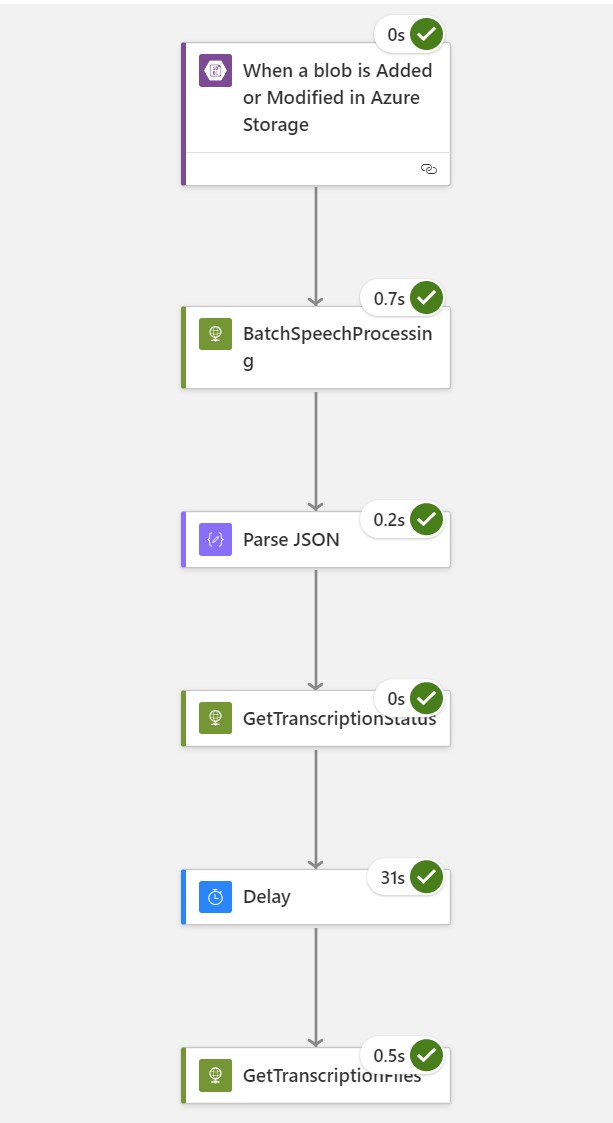 0s
When a blob is Added
or Modified in Azure
Storage
0.7s
BatchSpeechProcessin
g
0.2s
Parse JSON
0s
GetTranscriptionStatus
31s
Delay
0.5s
GetTranscriptionFiles